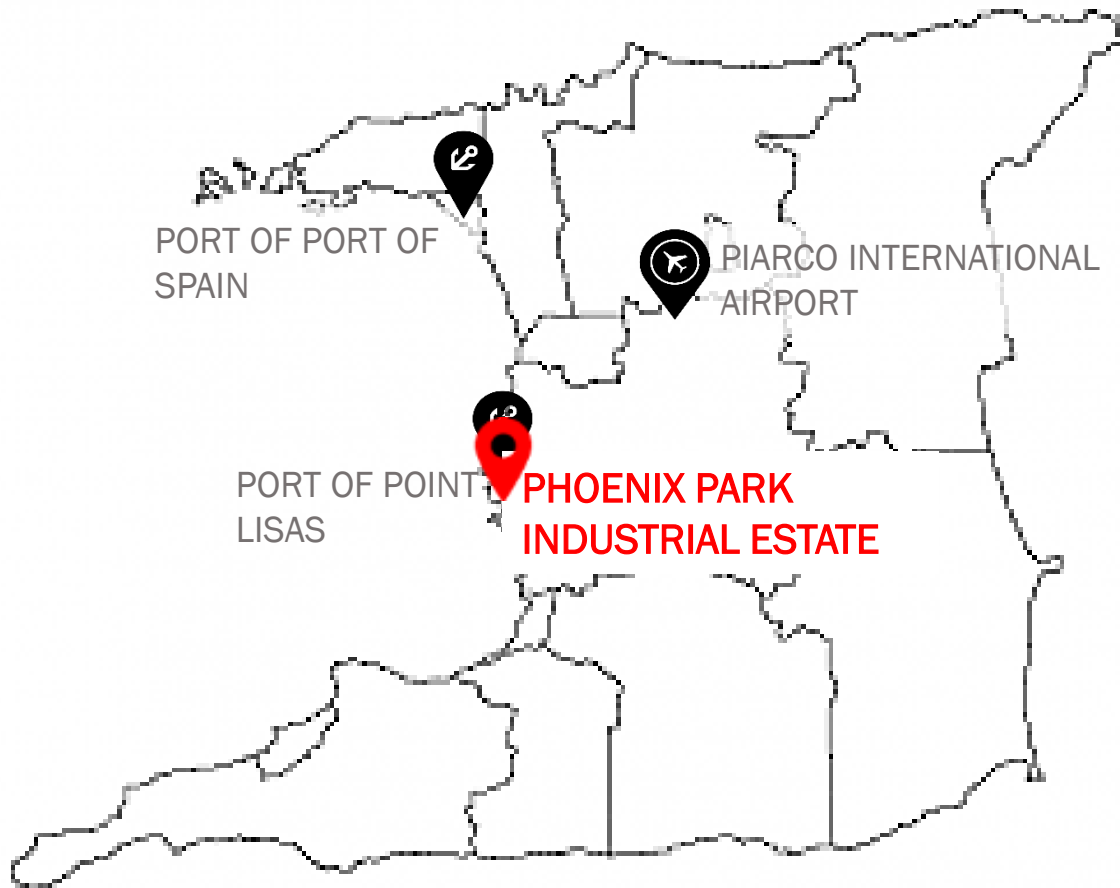 PORT OF PORT OF
SPAIN
PIARCO INTERNATIONAL
AIRPORT
PORT OF POINT
LISAS
PHOENIX PARK
INDUSTRIAL ESTATE